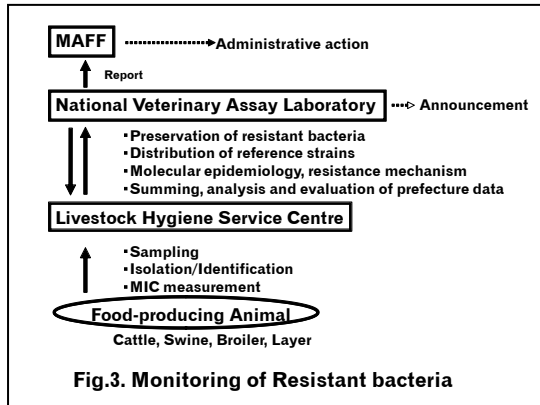 MAFF
Administrative action
Report
National Veterinary Assay Laboratory
Announcement
▪Preservation of resistant bacteria
▪Distribution of reference strains
▪Molecular epidemiology, resistance mechanism
▪Summing, analysis and evaluation of prefecture data
Livestock Hygiene Service Centre
▪Sampling
▪Isolation/Identification
▪MIC measurement
Food-producing Animal
Cattle, Swine, Broiler, Layer
Fig.3. Monitoring of Resistant bacteria